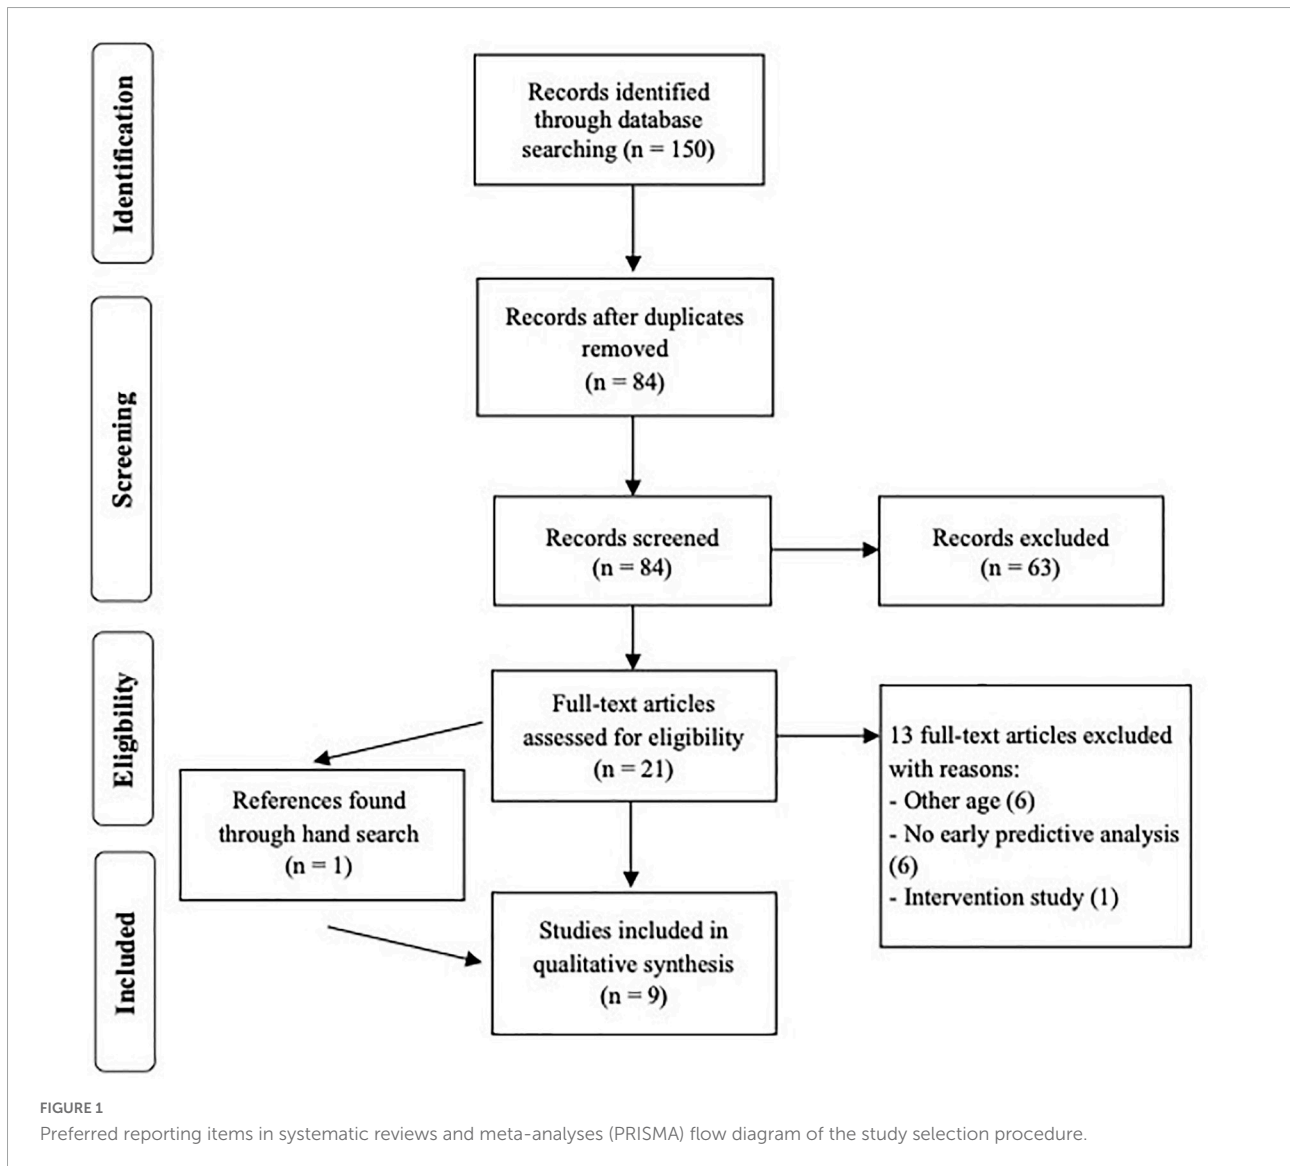 Identification
Records identified
through database
searching (n = 150)
Screening
Records after duplicates
removed
(n = 84)
Records screened
(n = 84)
Records excluded
(n = 63)
Eligibility
Full-text articles
assessed for eligibility
(n = 21)
13 full-text articles excluded
with reasons:
- Other age (6)
- No early predictive analysis
(6)
- Intervention study (1)
References found
through hand search
(n = 1)
Included
Studies included in
qualitative synthesis
(n = 9)
FIGURE 1
Preferred reporting items in systematic reviews and meta-analyses (PRISMA) flow diagram of the study selection procedure.